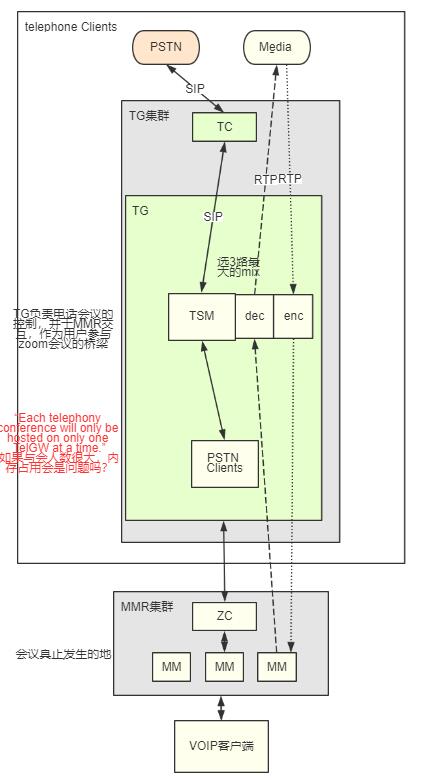 telephone Clients
PSTN
Media
SIP
TG集群
TC
RTP
RTP
TG
SIP
选3路最
大的mix
TSM
dec
enc
TG负责电话会议的
控制，并于MMR交
互，作为用户参与
zoom会议的桥梁
"Each telephony
conference will only be
hosted on only one
TelGW at a time."
如果与会人数很大，内
存占用会是问题吗?
PSTN
Clients
MMR集群
ZC
会议真正发生的地
MM
MM
MM
VOIP客户端